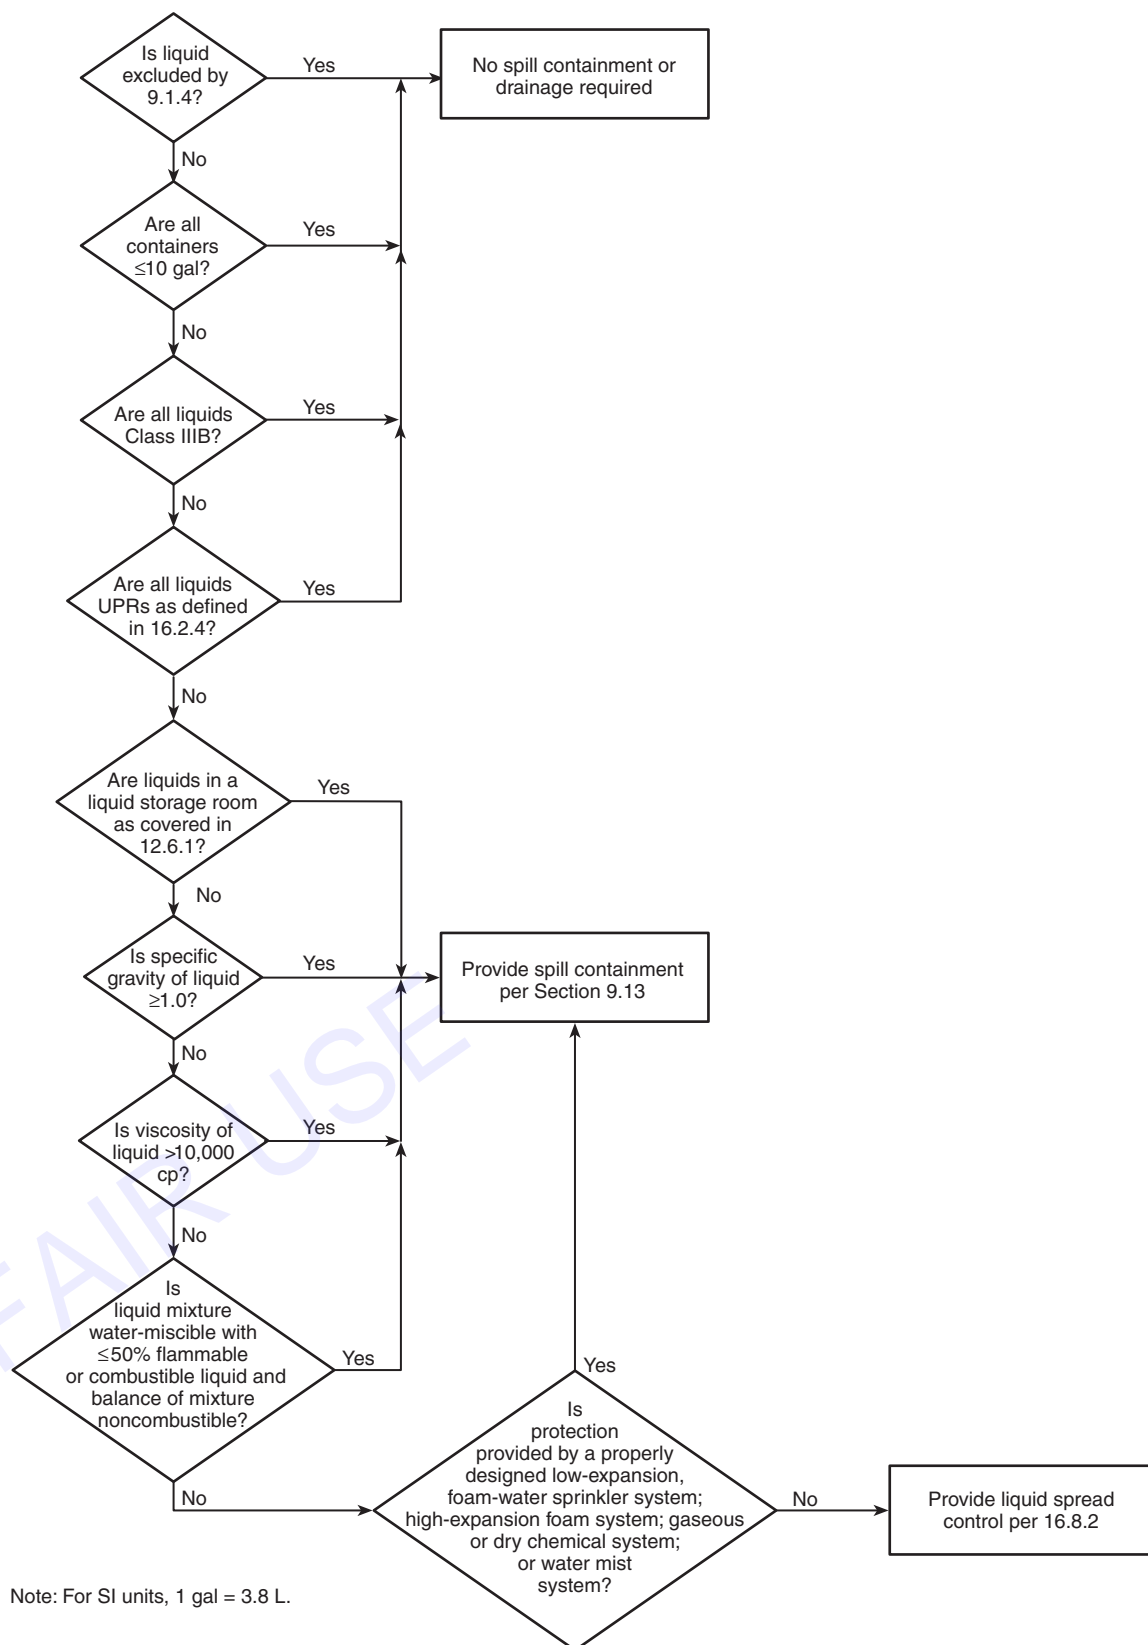 Is liquid
excluded by
9.1.4?
Yes
No spill containment or
drainage required
No
Are all
containers
≤10 gal?
Yes
No
Are all liquids
Class IIIB?
Yes
No
Are all liquids
UPRs as defined
in 16.2.4?
Yes
No
Are liquids in a
liquid storage room
as covered in
12.6.1?
Yes
No
Is specific
gravity of liquid
≥1.0?
Yes
Provide spill containment
per Section 9.13
No
Is viscosity of
liquid >10,000
cp?
Yes
No
Is
liquid mixture
water-miscible with
≤50% flammable
or combustible liquid and
balance of mixture
noncombustible?
Yes
No
Yes
Is
protection
provided by a properly
designed low-expansion,
foam-water sprinkler system;
high-expansion foam system; gaseous
or dry chemical system;
or water mist
system?
No
Provide liquid spread
control per 16.8.2
Note: For SI units, 1 gal = 3.8 L.
FAIR USE